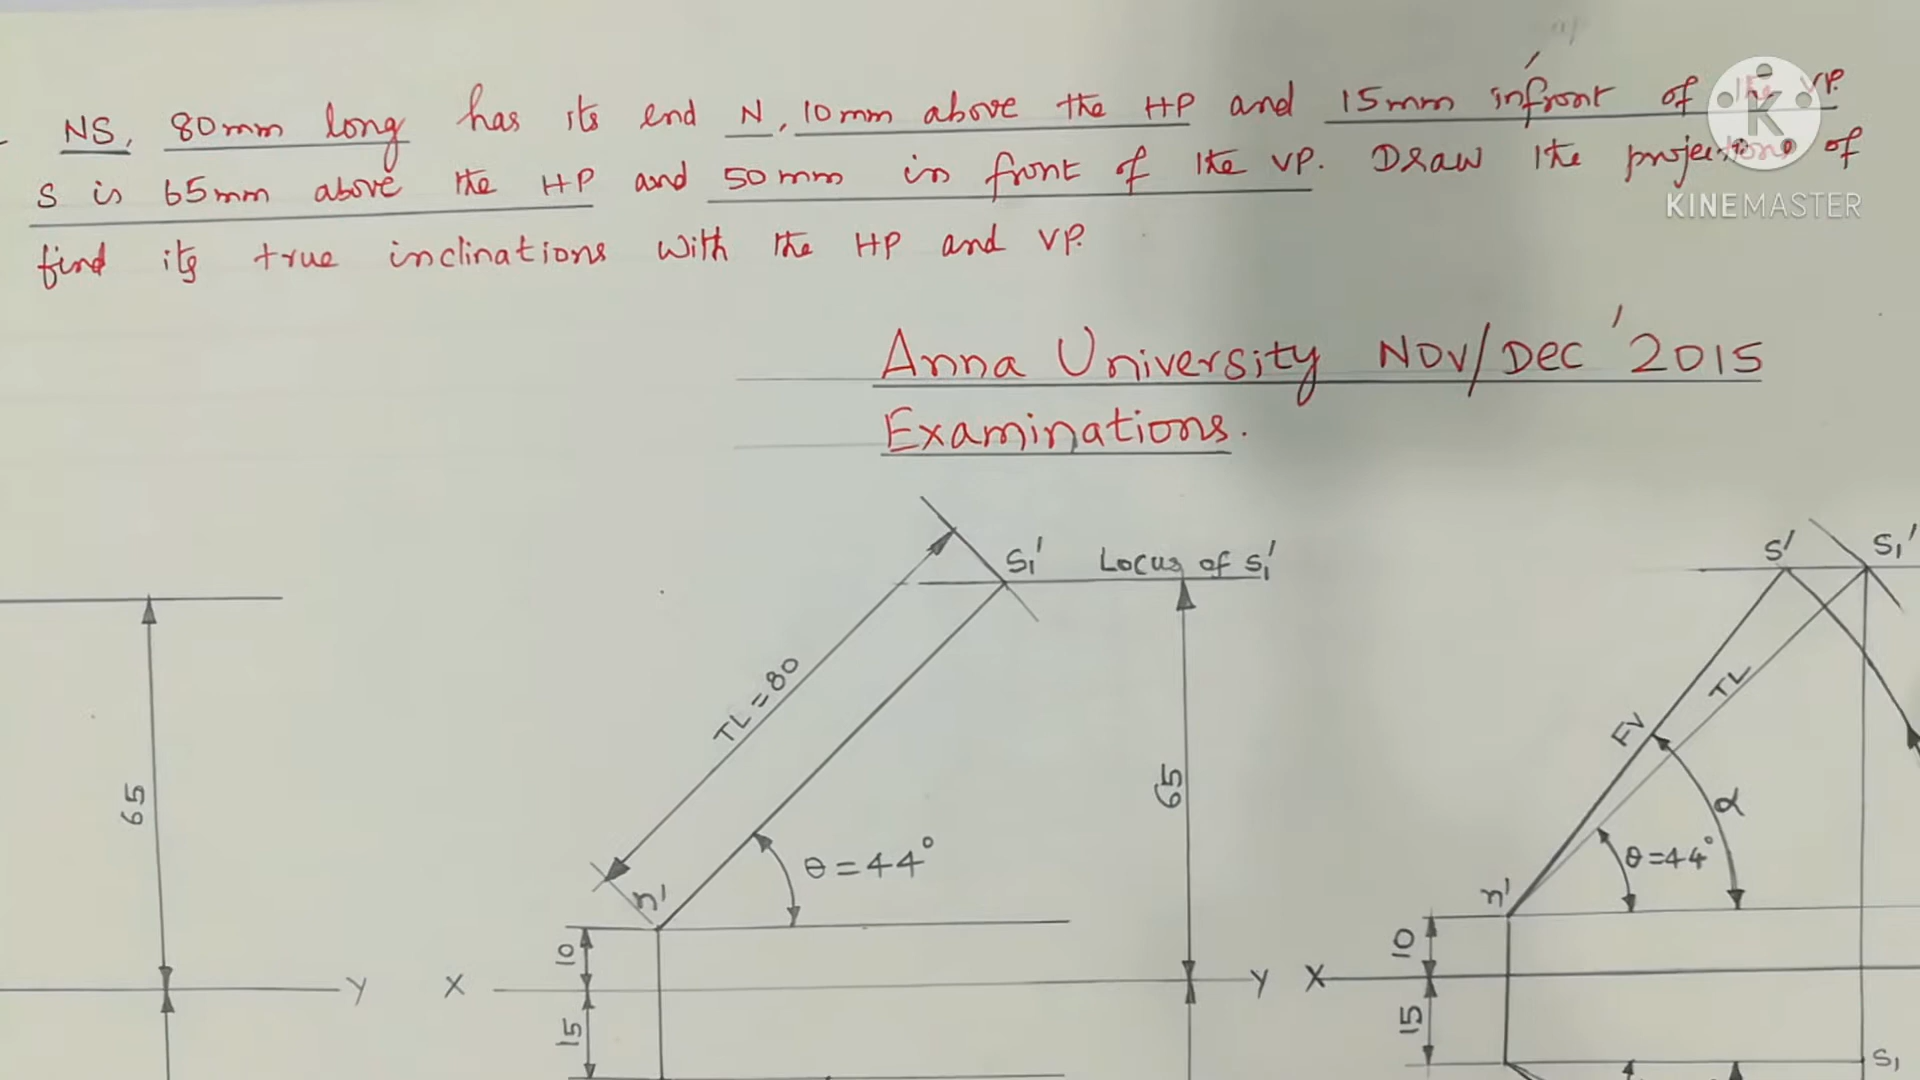 NS, 80mm long has its end N, 10mm above the HP and 15mm infront of the VP.
S is 65mm above the HP and 50mm in front of the VP. Draw the projections of
find its true inclinations with the HP and VP.
Anna University Nov/Dec '2015
Examinations.
K
KINEMASTER
65
Y
X
TL = 80
s₁'
Locus of s₁'
65
θ = 44°
n'
10
15
Y
X
s'
s₁'
FV
TL
α
θ = 44°
n'
10
15
s₁